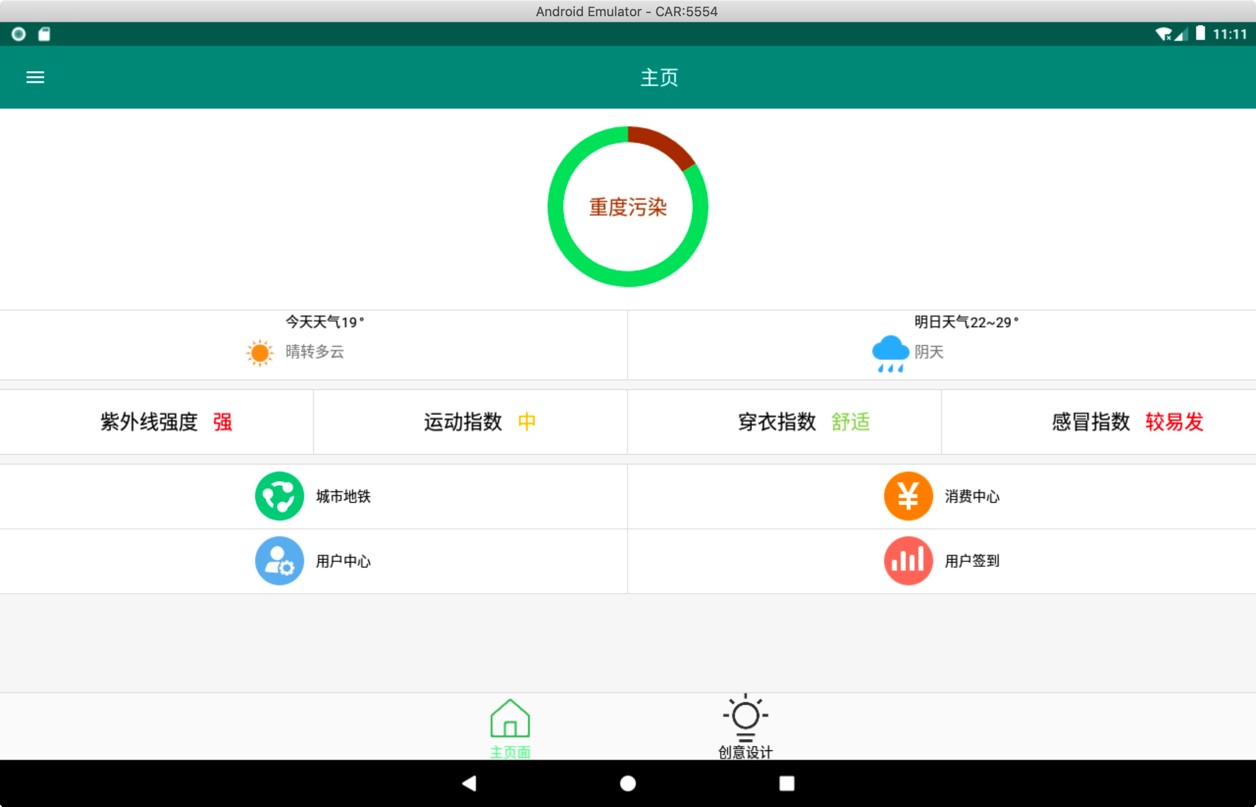 Android Emulator - CAR:5554
11:11
主页
重度污染
今天天气19°
晴转多云
明日天气22~29°
阴天
紫外线强度 强
运动指数 中
穿衣指数 舒适
感冒指数 较易发
城市地铁
消费中心
用户中心
用户签到
主页面
创意设计